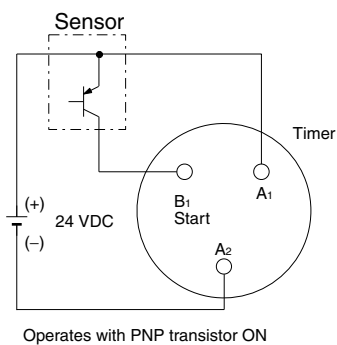 Sensor
Timer
B1
Start
A1
(+)
24 VDC
(−)
A2
Operates with PNP transistor ON